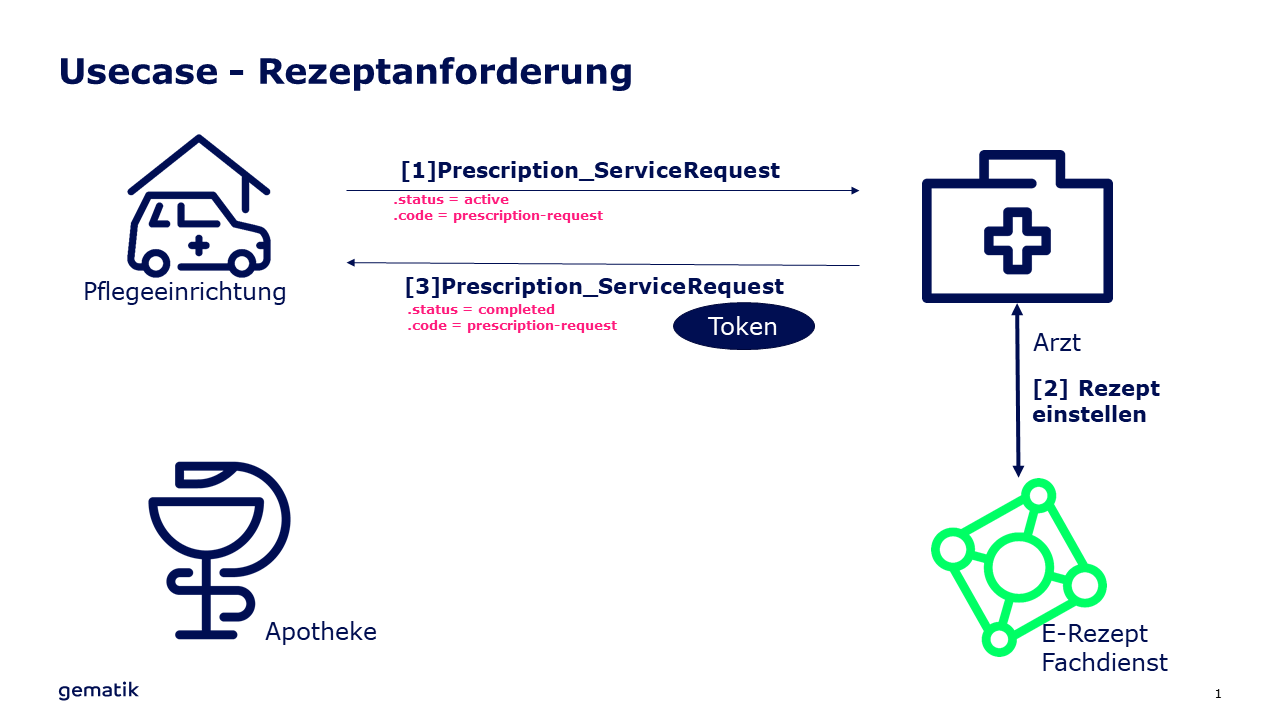 Usecase - Rezeptanforderung
[1]Prescription_ServiceRequest
.status = active
.code = prescription-request
Pflegeeinrichtung
[3]Prescription_ServiceRequest
.status = completed
.code = prescription-request
Token
Arzt
[2] Rezept
einstellen
Apotheke
E-Rezept
Fachdienst
gematik
1